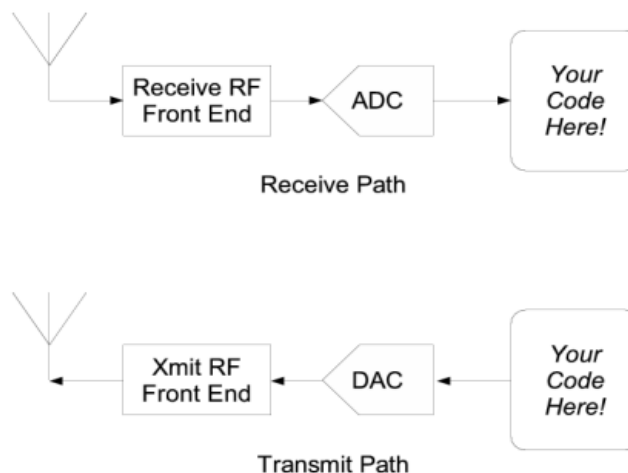 Receive RF
Front End
ADC
Your
Code
Here!
Receive Path
Xmit RF
Front End
DAC
Your
Code
Here!
Transmit Path